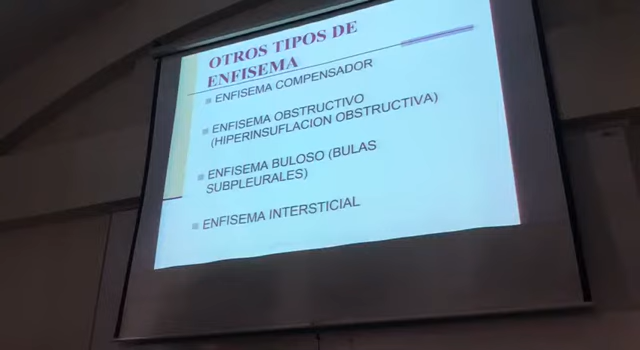 OTROS TIPOS DE
ENFISEMA
ENFISEMA COMPENSADOR
ENFISEMA OBSTRUCTIVO
(HIPERINSUFLACION OBSTRUCTIVA)
ENFISEMA BULOSO (BULAS
SUBPLEURALES)
ENFISEMA INTERSTICIAL